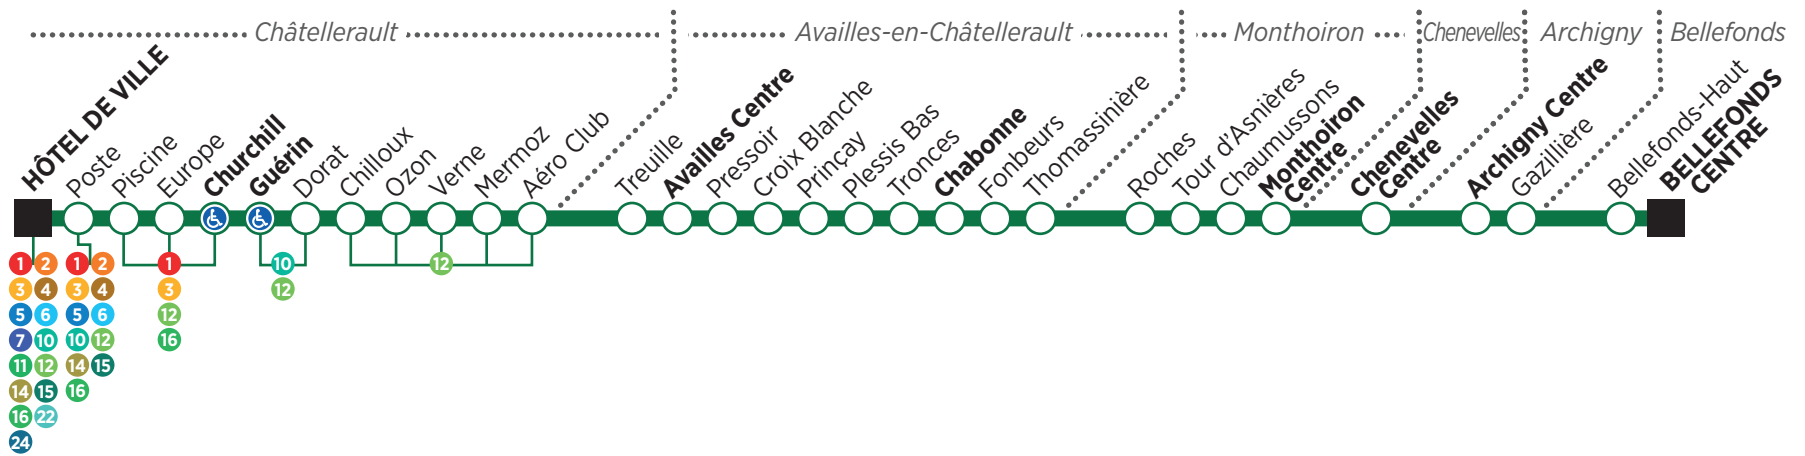 Châtellerault
Availles-en-Châtellerault
Monthoiron
Chenevelles
Archigny
Bellefonds
HÔTEL DE VILLE
Poste
Piscine
Europe
Churchill
Guérin
Dorat
Chilloux
Ozon
Verne
Mermoz
Aéro Club
Treuille
Availles Centre
Pressoir
Croix Blanche
Prinçay
Plessis Bas
Tronces
Chabonne
Fonbeurs
Thomassinière
Roches
Tour d'Asnières
Chaumussons
Monthoiron
Centre
Chenevelles
Centre
Archigny Centre
Gazillière
Bellefonds-Haut
BELLEFONDS
CENTRE
1 2
3 4
5 6
7 10
11 12
14 15
16 22
24
1 2
3 4
5 6
10 12
14 15
16
1
3
12
16
10
12
12